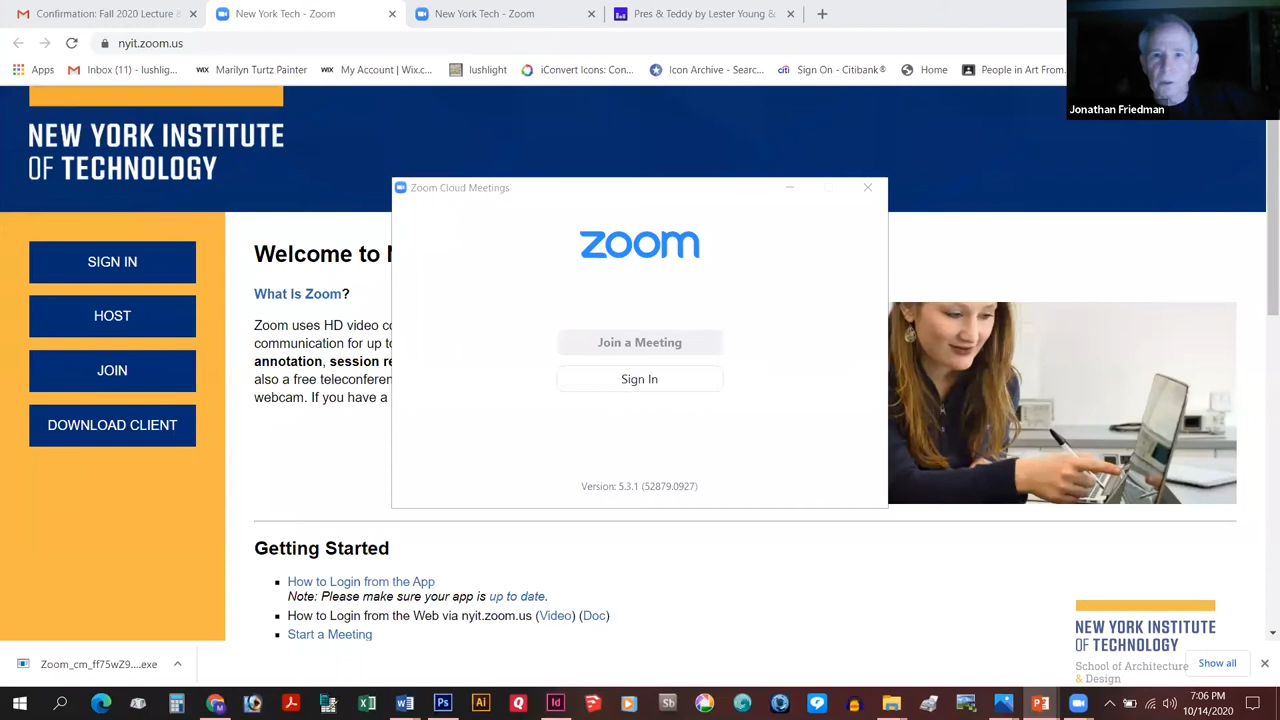 Confirmation: Fall 2020 Lecture
New York Tech - Zoom
New York Tech - Zoom
Pres & Teddy by Lester Young &
nyit.zoom.us
Apps
Inbox (11) - lushlig...
WIX Marilyn Turtz Painter
WIX My Account | Wix.c...
lushlight
iConvert Icons: Con...
Icon Archive - Searc...
citi Sign On - Citibank®
Home
People in Art From
Jonathan Friedman
NEW YORK INSTITUTE
OF TECHNOLOGY
SIGN IN
HOST
JOIN
DOWNLOAD CLIENT
Welcome to
What Is Zoom?
Zoom uses HD video co
communication for up to
annotation, session re
also a free teleconferen
webcam. If you have a
Zoom Cloud Meetings
zoom
Join a Meeting
Sign In
Version: 5.3.1 (52879.0927)
Getting Started
How to Login from the App
Note: Please make sure your app is up to date.
How to Login from the Web via nyit.zoom.us (Video) (Doc)
Start a Meeting
NEW YORK INSTITUTE
OF TECHNOLOGY
School of Architecture
& Design
Zoom_cm_ff75wZ9....exe
Show all
Ps
Ai
Id
Sb
7:06 PM
10/14/2020